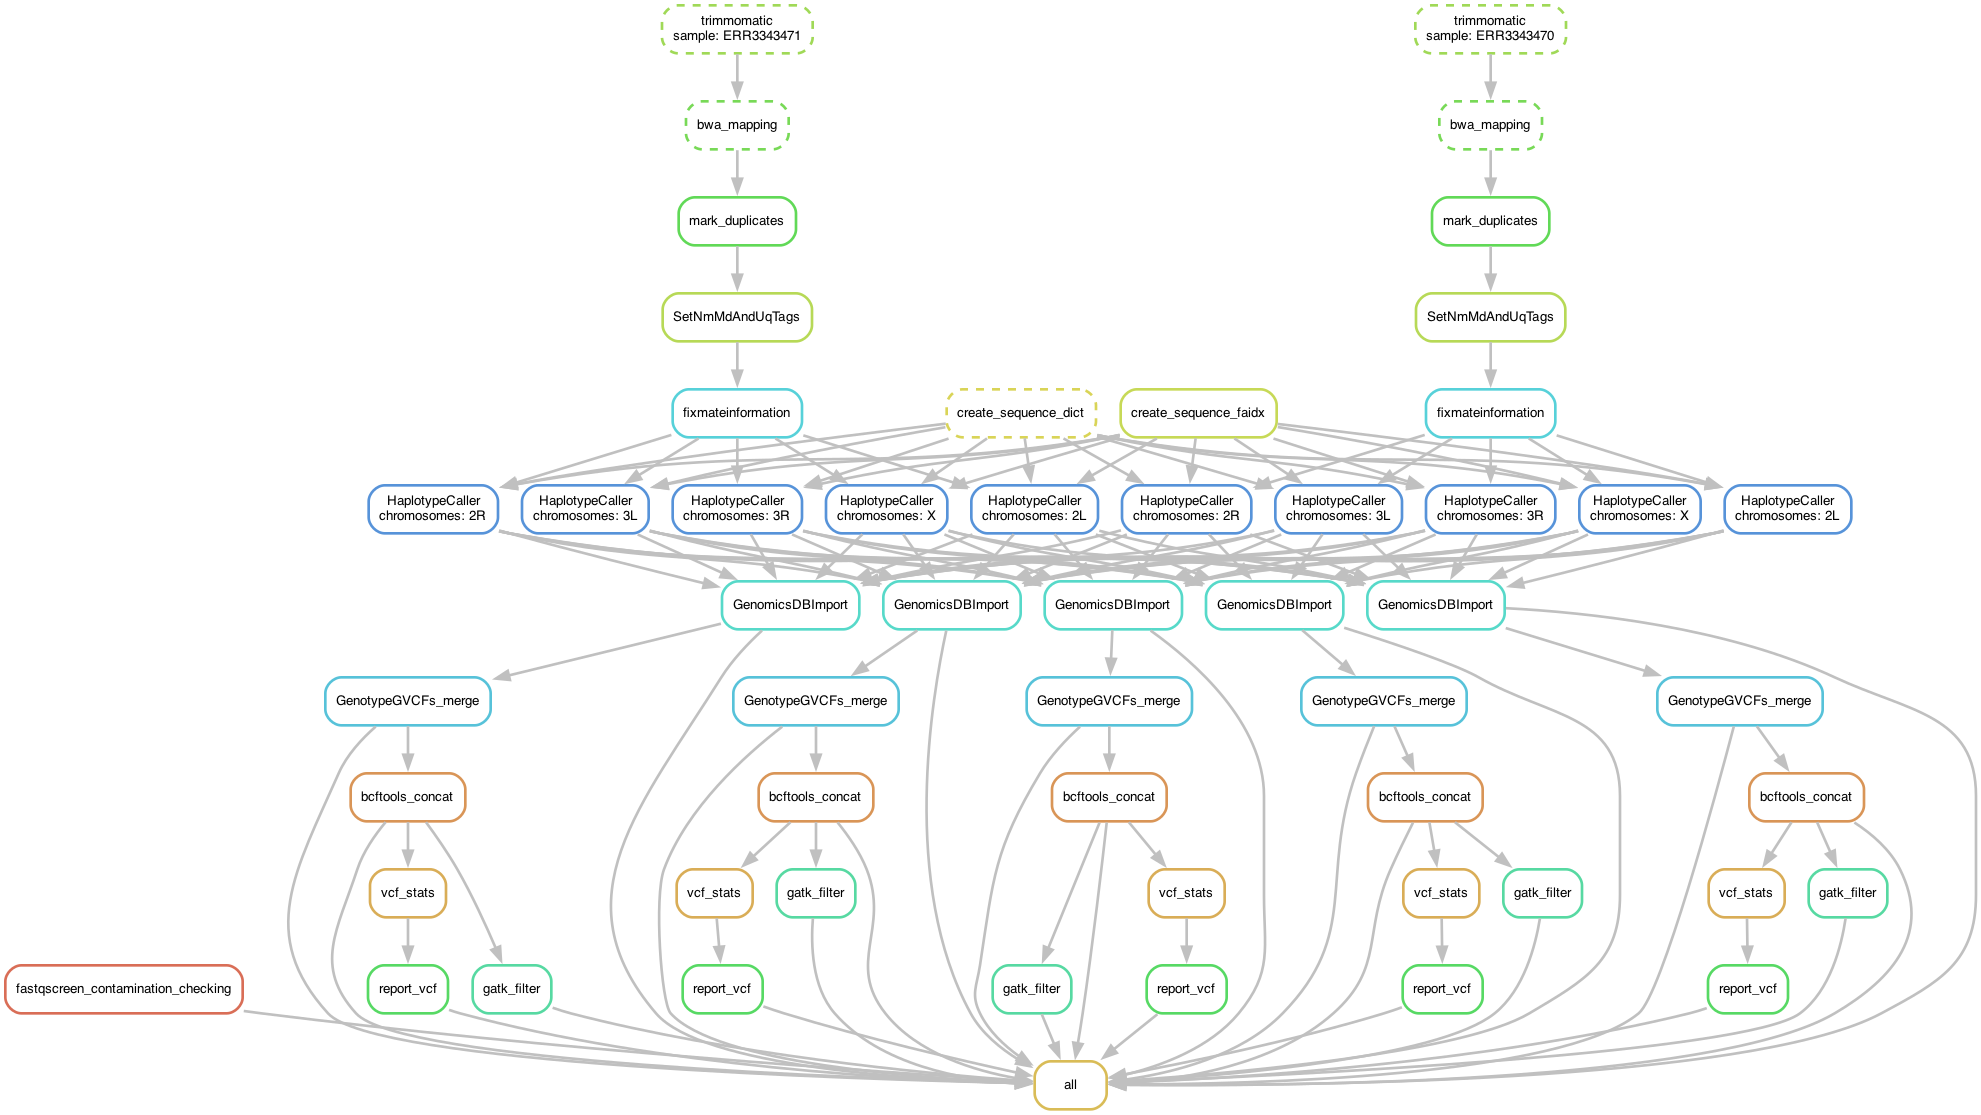 trimmomatic
sample: ERR3343471
trimmomatic
sample: ERR3343470
bwa_mapping
bwa_mapping
mark_duplicates
mark_duplicates
SetNmMdAndUqTags
SetNmMdAndUqTags
fixmateinformation
create_sequence_dict
create_sequence_faidx
fixmateinformation
HaplotypeCaller
chromosomes: 2R
HaplotypeCaller
chromosomes: 3L
HaplotypeCaller
chromosomes: 3R
HaplotypeCaller
chromosomes: X
HaplotypeCaller
chromosomes: 2L
HaplotypeCaller
chromosomes: 2R
HaplotypeCaller
chromosomes: 3L
HaplotypeCaller
chromosomes: 3R
HaplotypeCaller
chromosomes: X
HaplotypeCaller
chromosomes: 2L
GenomicsDBImport
GenomicsDBImport
GenomicsDBImport
GenomicsDBImport
GenomicsDBImport
GenotypeGVCFs_merge
GenotypeGVCFs_merge
GenotypeGVCFs_merge
GenotypeGVCFs_merge
GenotypeGVCFs_merge
bcftools_concat
bcftools_concat
bcftools_concat
bcftools_concat
bcftools_concat
vcf_stats
vcf_stats
gatk_filter
vcf_stats
vcf_stats
gatk_filter
vcf_stats
gatk_filter
fastqscreen_contamination_checking
report_vcf
gatk_filter
report_vcf
gatk_filter
report_vcf
report_vcf
report_vcf
all